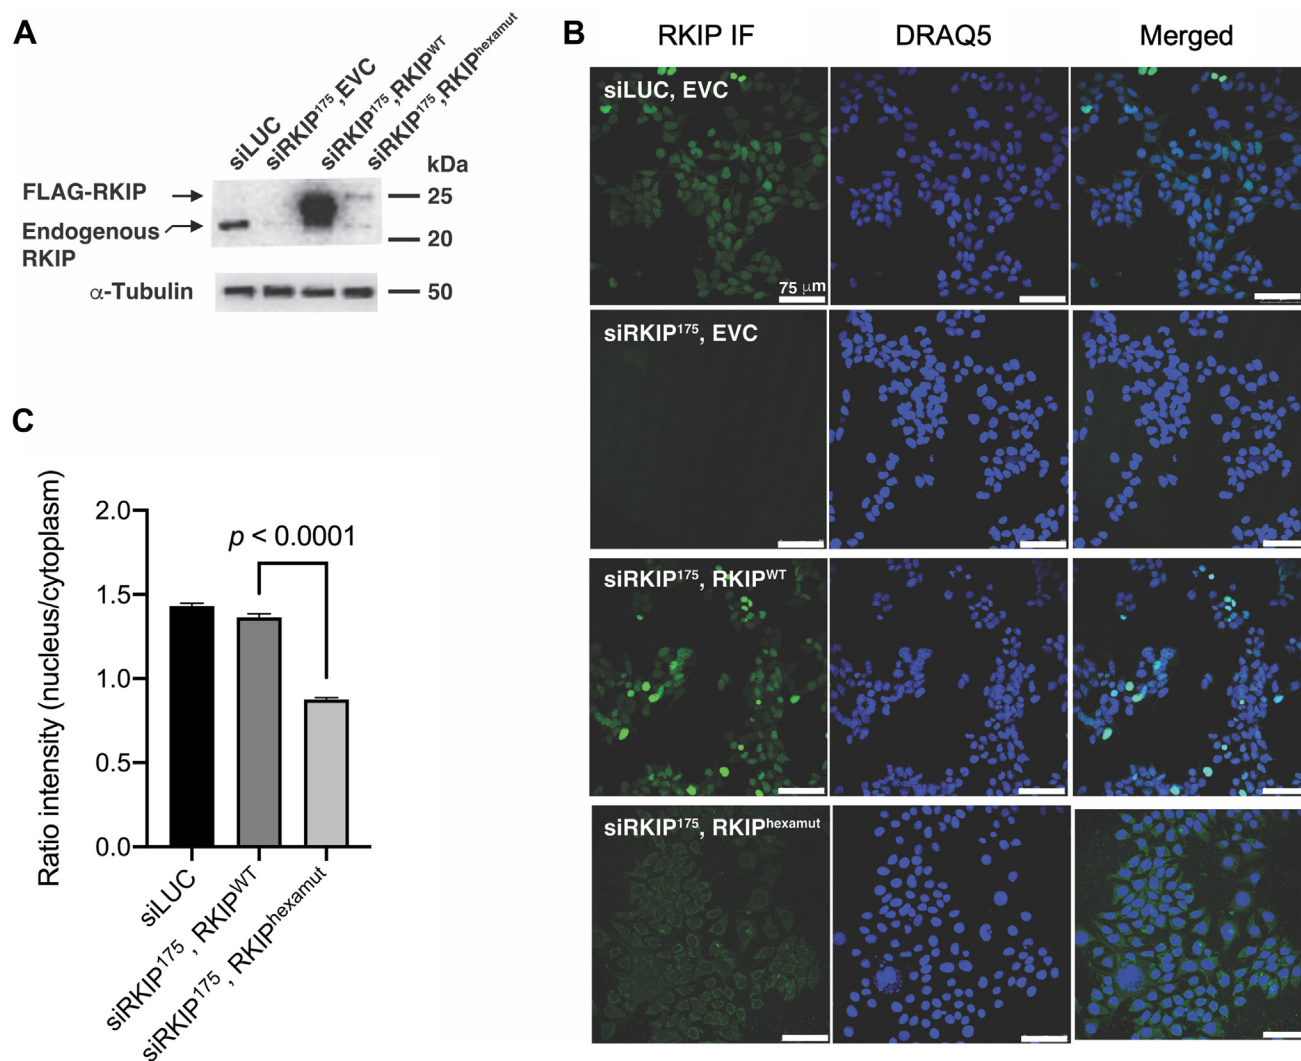 A
siLUC
siRKIP¹⁷⁵,EVC
siRKIP¹⁷⁵,RKIPᵂᵀ
siRKIP¹⁷⁵,RKIPʰᵉˣᵃᵐᵘᵗ
kDa
FLAG-RKIP
25
Endogenous
RKIP
20
α-Tubulin
50
B
RKIP IF
DRAQ5
Merged
siLUC, EVC
75 μm
siRKIP¹⁷⁵, EVC
siRKIP¹⁷⁵, RKIPᵂᵀ
siRKIP¹⁷⁵, RKIPʰᵉˣᵃᵐᵘᵗ
C
Ratio intensity (nucleus/cytoplasm)
2.0
1.5
1.0
0.5
0.0
p < 0.0001
siLUC
siRKIP¹⁷⁵, RKIPᵂᵀ
siRKIP¹⁷⁵, RKIPʰᵉˣᵃᵐᵘᵗ